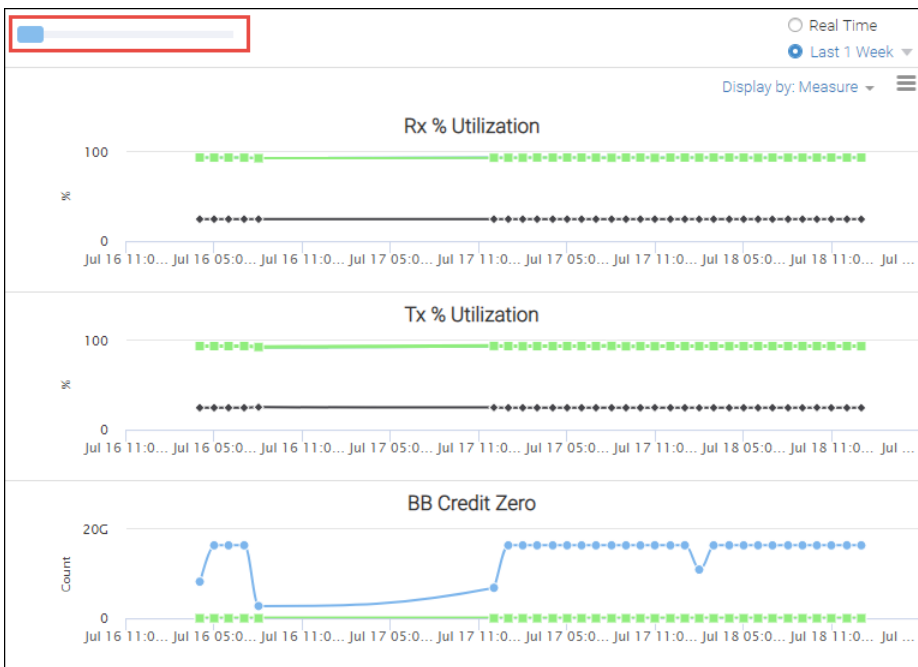 Real Time
Last 1 Week
Display by: Measure
Rx % Utilization
100
%
0
Jul 16 11:0... Jul 16 05:0... Jul 16 11:0... Jul 17 05:0... Jul 17 11:0... Jul 17 05:0... Jul 17 11:0... Jul 18 05:0... Jul 18 11:0... Jul ...
Tx % Utilization
100
%
0
Jul 16 11:0... Jul 16 05:0... Jul 16 11:0... Jul 17 05:0... Jul 17 11:0... Jul 17 05:0... Jul 17 11:0... Jul 18 05:0... Jul 18 11:0... Jul ...
BB Credit Zero
20G
Count
0
Jul 16 11:0... Jul 16 05:0... Jul 16 11:0... Jul 17 05:0... Jul 17 11:0... Jul 17 05:0... Jul 17 11:0... Jul 18 05:0... Jul 18 11:0... Jul ...